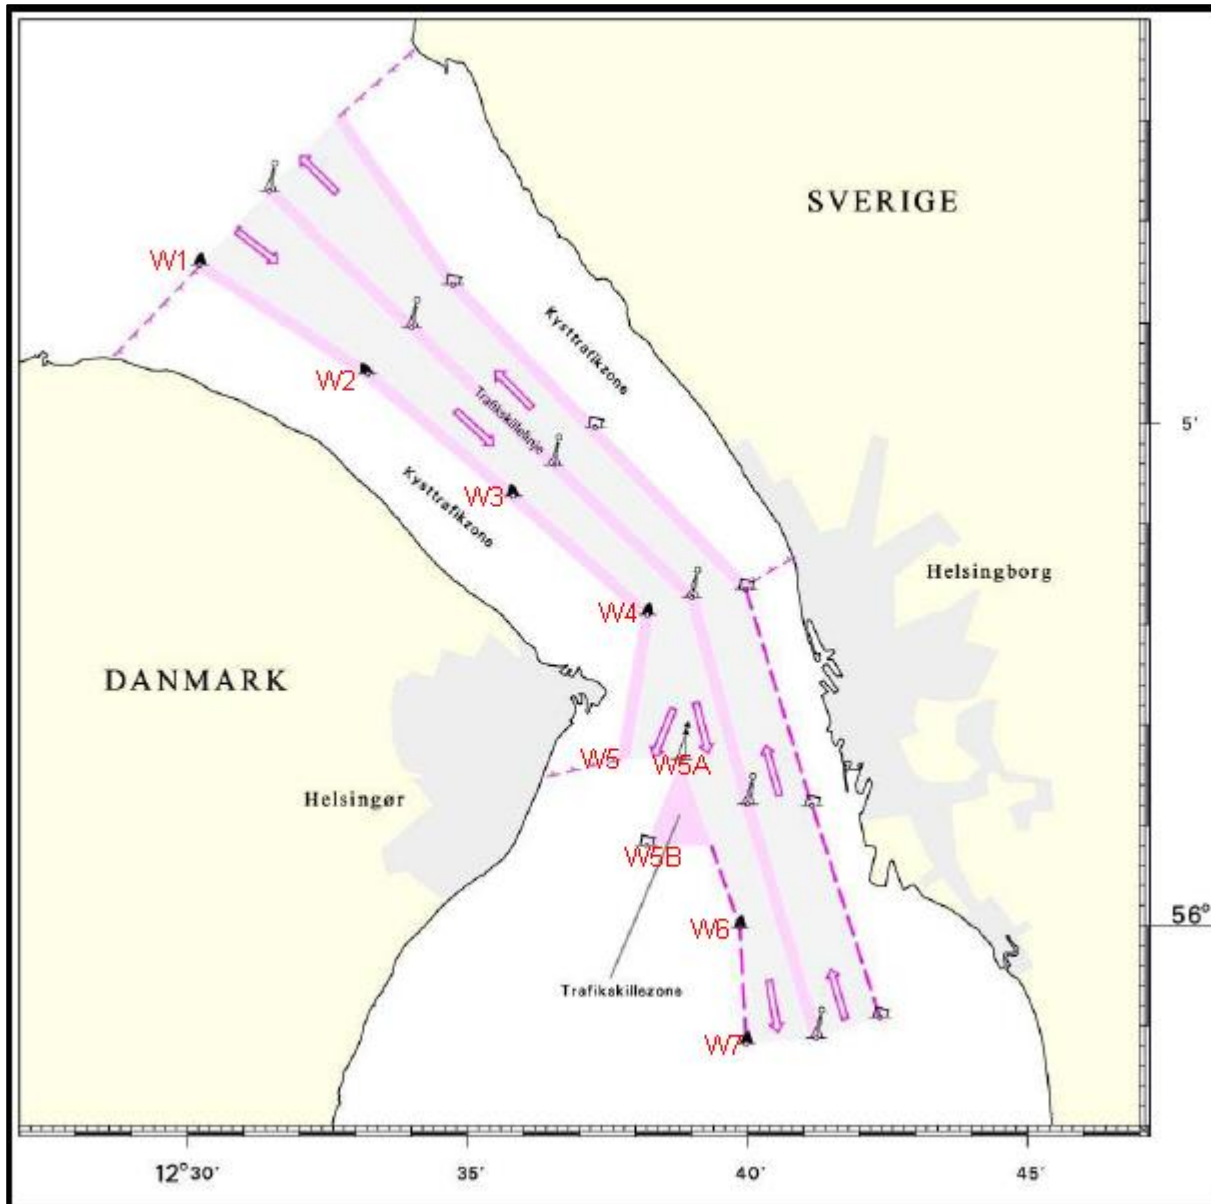 SVERIGE
W1
Kysttrafikzone
W2
Trafikskillelinje
5'
Kysttrafikzone
W3
Helsingborg
W4
DANMARK
W5
W5A
Helsingør
W5B
56°
W6
Trafikskillezone
W7
12°30' 35' 40' 45'